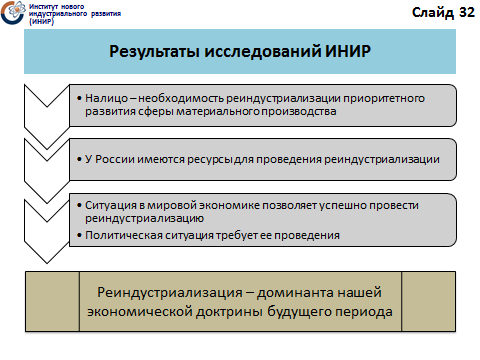 Институт нового
индустриального развития
(ИНИР)
Слайд 32
Результаты исследований ИНИР
• Налицо – необходимость реиндустриализации приоритетного
развития сферы материального производства
• У России имеются ресурсы для проведения реиндустриализации
• Ситуация в мировой экономике позволяет успешно провести
реиндустриализацию
• Политическая ситуация требует ее проведения
Реиндустриализация – доминанта нашей
экономической доктрины будущего периода